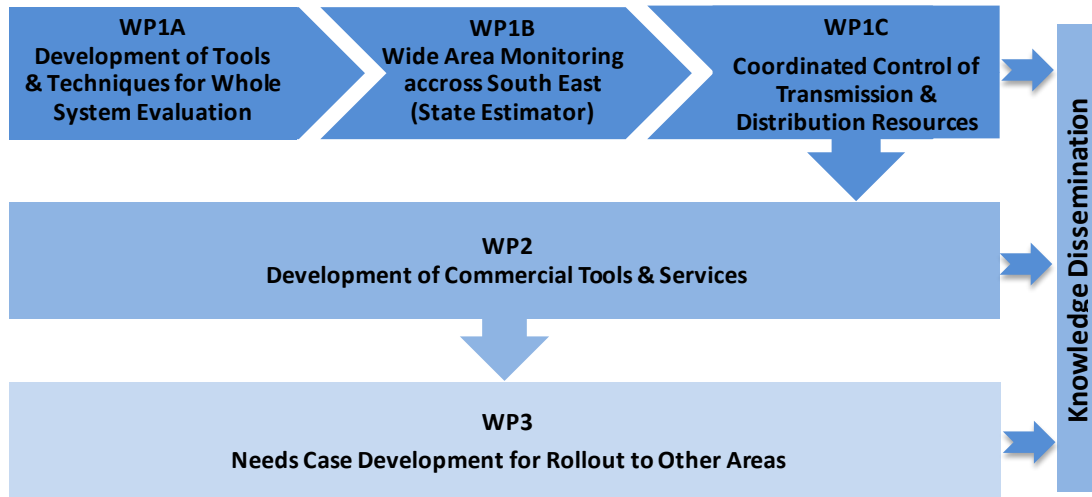 WP1A
Development of Tools
& Techniques for Whole
System Evaluation
WP1B
Wide Area Monitoring
accross South East
(State Estimator)
WP1C
Coordinated Control of
Transmission &
Distribution Resources
WP2
Development of Commercial Tools & Services
WP3
Needs Case Development for Rollout to Other Areas
Knowledge Dissemination